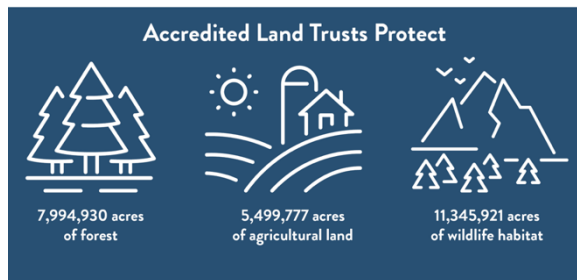 Accredited Land Trusts Protect
7,994,930 acres
of forest
5,499,777 acres
of agricultural land
11,345,921 acres
of wildlife habitat